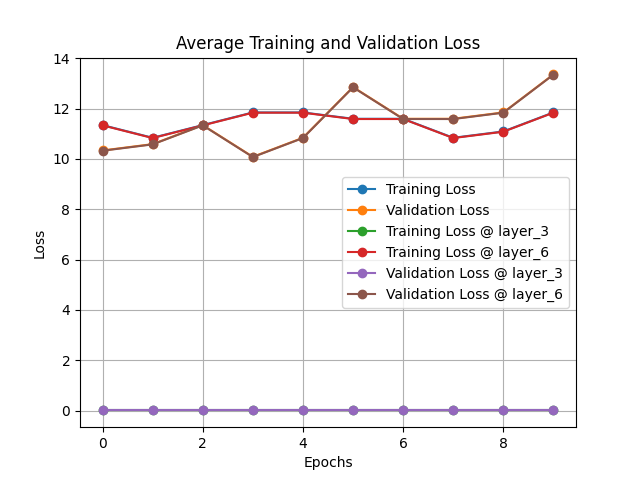 Average Training and Validation Loss
Loss
14
12
10
8
6
4
2
0
Training Loss
Validation Loss
Training Loss @ layer_3
Training Loss @ layer_6
Validation Loss @ layer_3
Validation Loss @ layer_6
0 2 4 6 8
Epochs